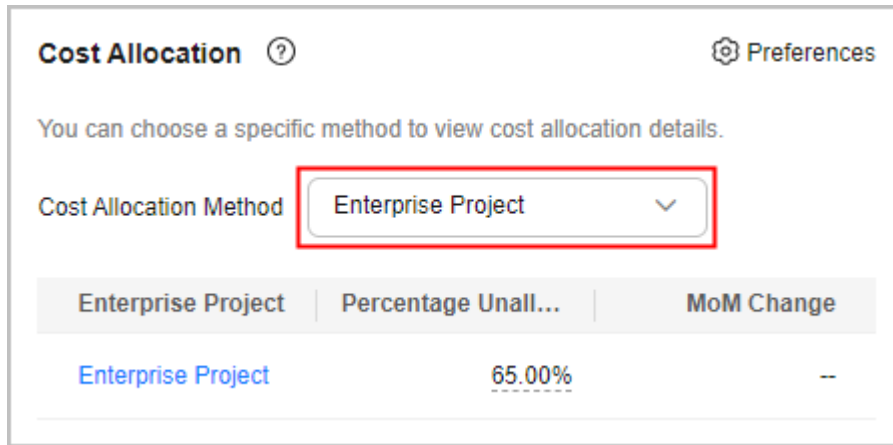 Cost Allocation ? Preferences
You can choose a specific method to view cost allocation details.
Cost Allocation Method Enterprise Project
Enterprise Project Percentage Unall... MoM Change
Enterprise Project 65.00% --